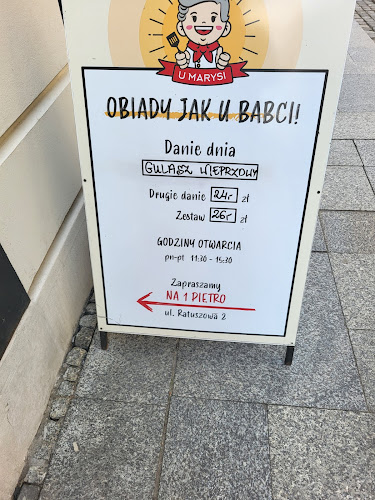 U MARYSI
OBIADY JAK U BABCI!
Danie dnia
GULASZ WIEPRZOWY
Drugie danie 24,- zł
Zestaw 26,- zł
GODZINY OTWARCIA
pn-pt 11:30 - 15:30
Zapraszamy
NA 1 PIĘTRO
ul. Ratuszowa 2